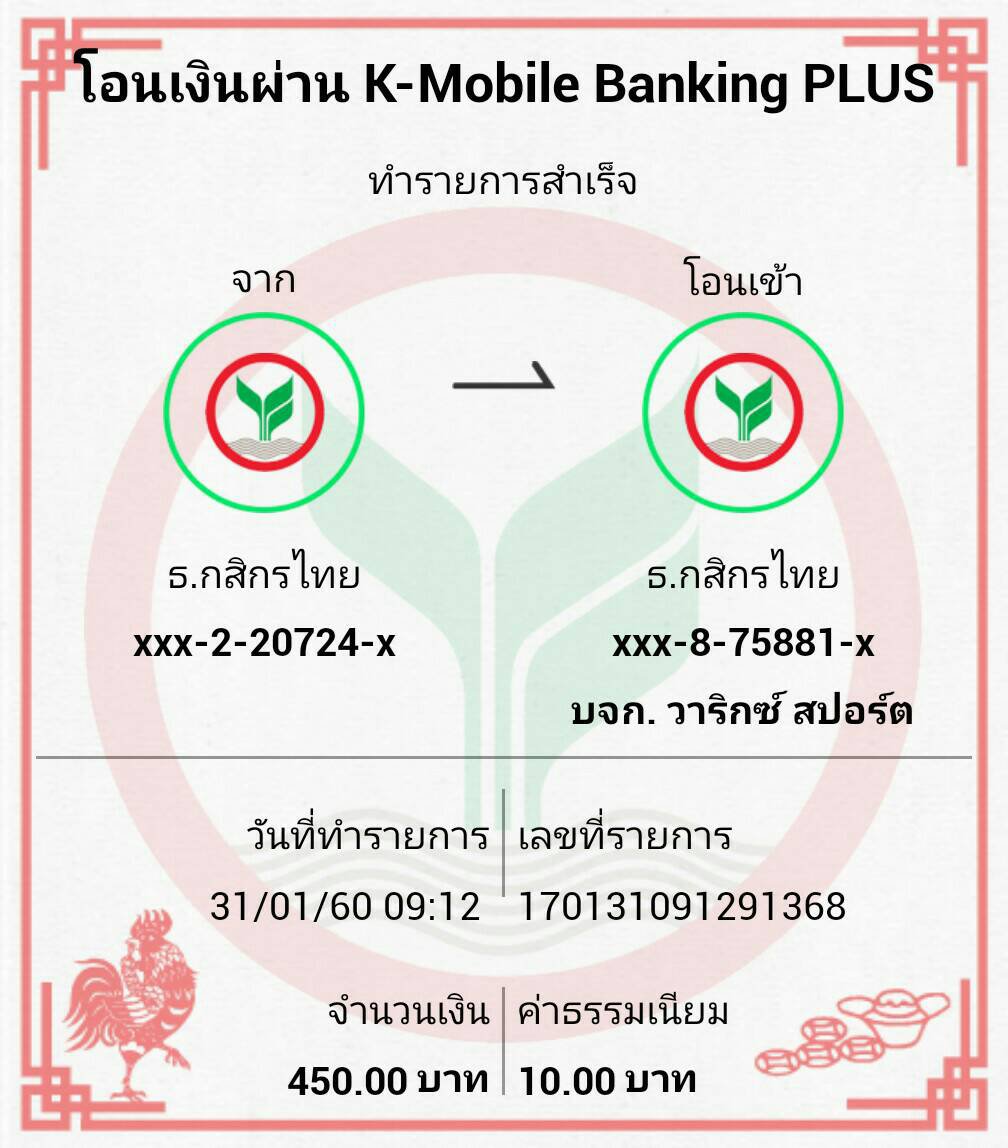 โอนเงินผ่าน K-Mobile Banking PLUS
ทำรายการสำเร็จ
จาก
โอนเข้า
ธ.กสิกรไทย
xxx-2-20724-x
ธ.กสิกรไทย
xxx-8-75881-x
บจก. วาริกซ์ สปอร์ต
วันที่ทำรายการ
31/01/60 09:12
เลขที่รายการ
170131091291368
จำนวนเงิน
450.00 บาท
ค่าธรรมเนียม
10.00 บาท